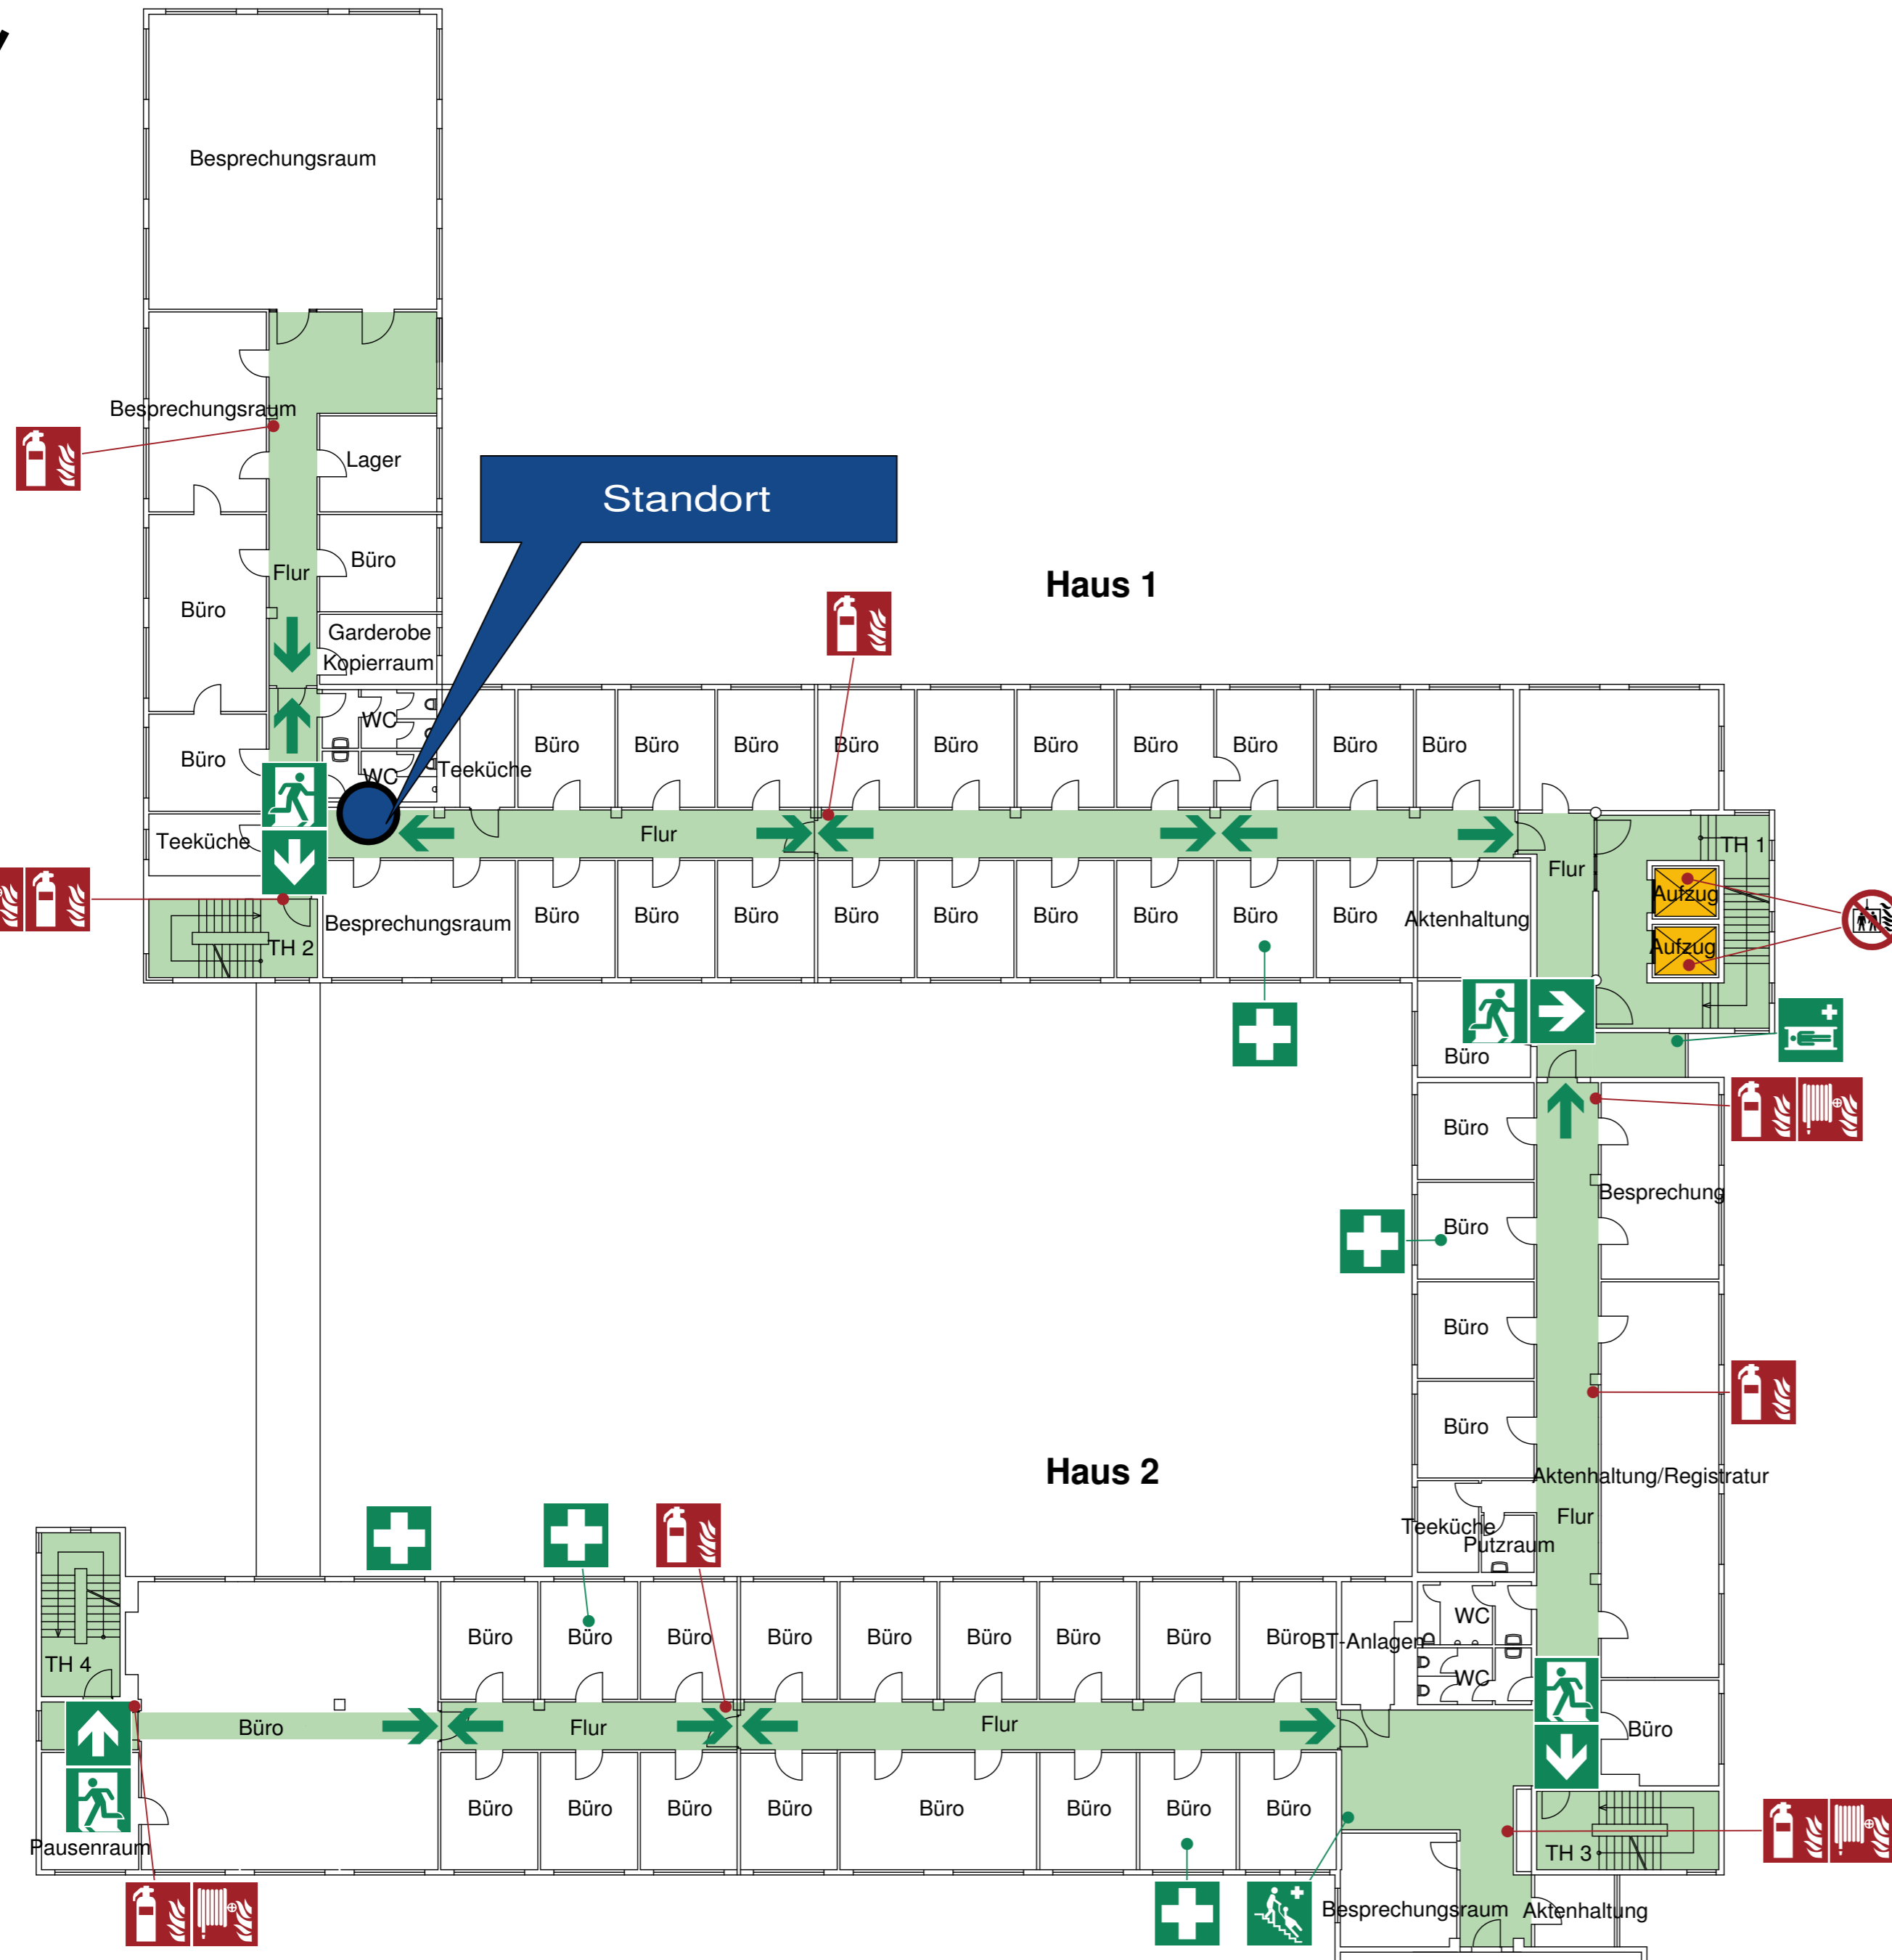 Besprechungsraum
Besprechungsraum
Lager
Standort
Flur
Büro
Haus 1
Büro
Garderobe
Kopierraum
WC
Büro
WC
Teeküche
Büro
Büro
Büro
Büro
Büro
Büro
Büro
Büro
Büro
Büro
Teeküche
Flur
TH 1
Flur
Aufzug
TH 2
Besprechungsraum
Büro
Büro
Büro
Büro
Büro
Büro
Büro
Büro
Büro
Aktenhaltung
Aufzug
Büro
Büro
Besprechung
Büro
Büro
Büro
Haus 2
Aktenhaltung/Registratur
Flur
Teeküche
Putzraum
WC
TH 4
Büro
Büro
Büro
Büro
Büro
Büro
Büro
Büro
Büro
BT-Anlagen
WC
Büro
Flur
Flur
Büro
Pausenraum
Büro
Büro
Büro
Büro
Büro
Büro
Büro
Büro
TH 3
Besprechungsraum
Aktenhaltung